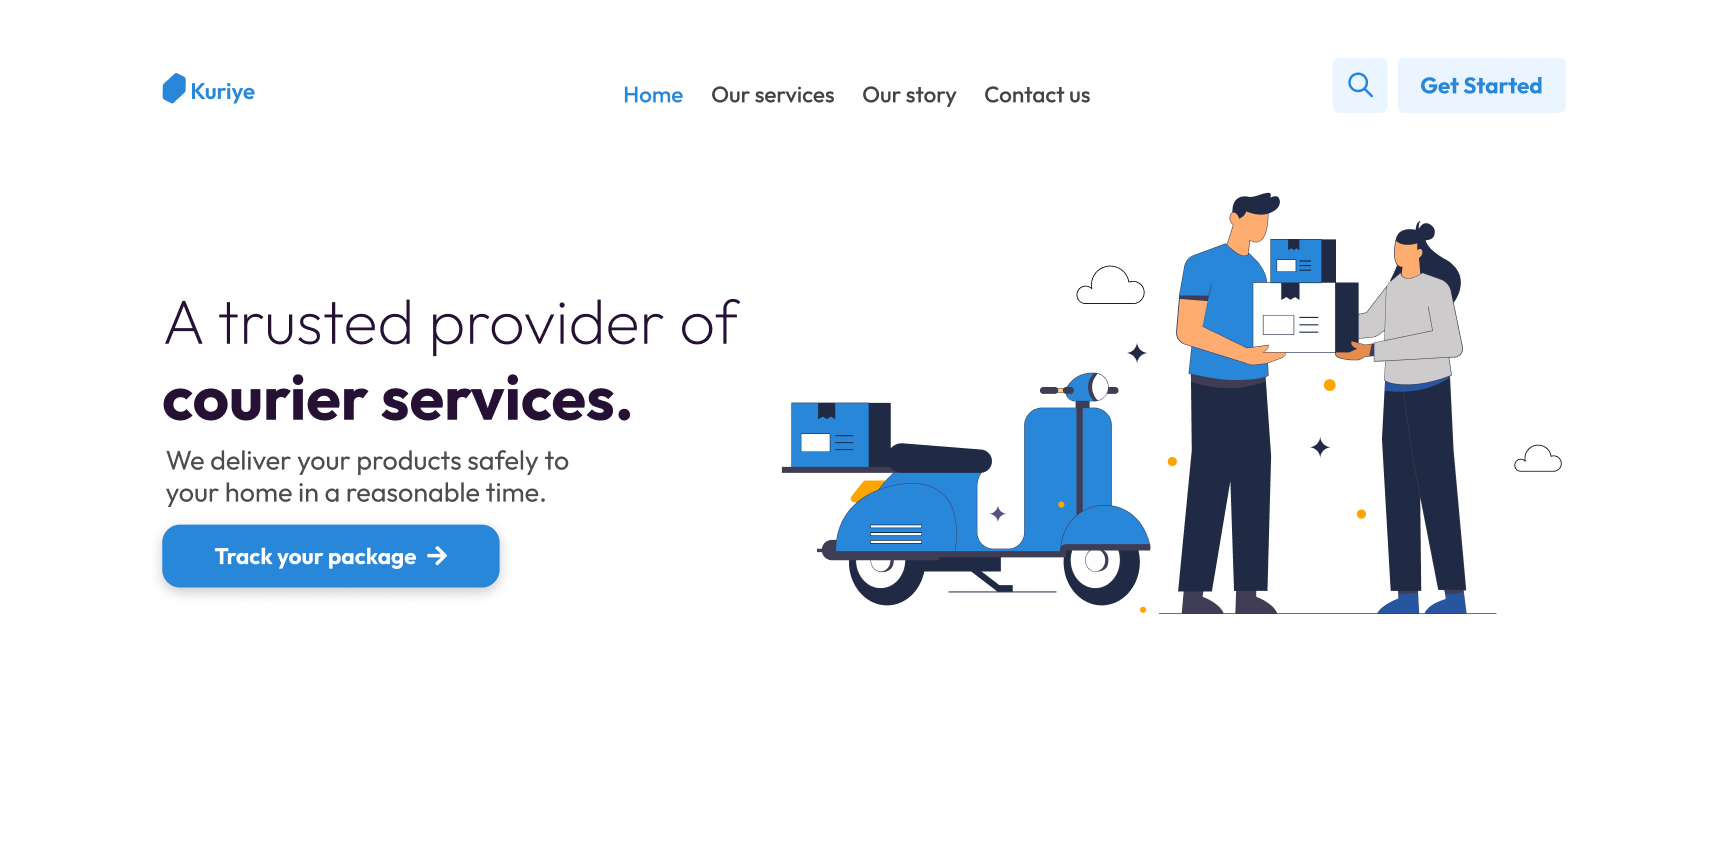 Kuriye
Home
Our services
Our story
Contact us
Get Started
A trusted provider of
courier services.
We deliver your products safely to
your home in a reasonable time.
Track your package